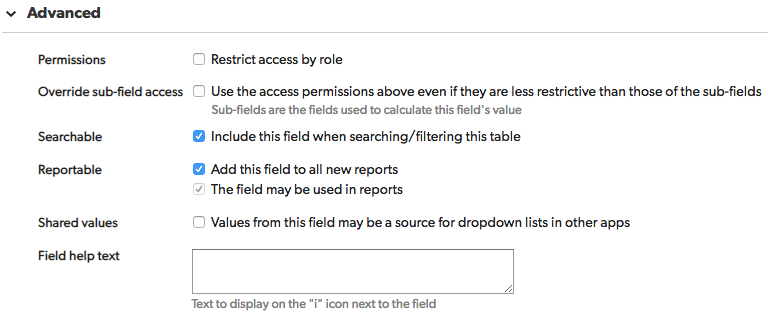 Advanced
Permissions Restrict access by role
Override sub-field access Use the access permissions above even if they are less restrictive than those of the sub-fields
Sub-fields are the fields used to calculate this field's value
Searchable Include this field when searching/filtering this table
Reportable Add this field to all new reports
The field may be used in reports
Shared values Values from this field may be a source for dropdown lists in other apps
Field help text
Text to display on the "i" icon next to the field